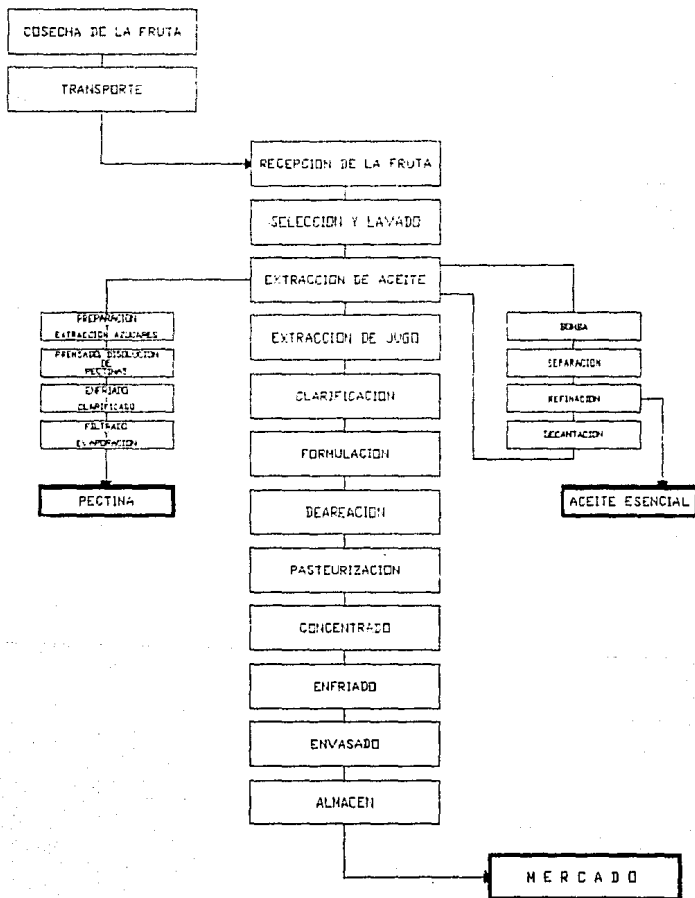 COSECHA DE LA FRUTA
TRANSPORTE
RECEPCION DE LA FRUTA
SELECCION Y LAVADO
EXTRACCION DE ACEITE
PREPARACION
Y
EXTRACCION AZUCARES
PRENSADO DISOLUCION
DE
PECTINAS
ENFRIADO
Y
CLARIFICADO
FILTRADO
Y
EVAPORACION
PECTINA
EXTRACCION DE JUGO
CLARIFICACION
FORMULACION
DEAREACION
PASTEURIZACION
CONCENTRADO
ENFRIADO
ENVASADO
ALMACEN
BOMBA
SEPARACION
REFINACION
DECANTACION
ACEITE ESENCIAL
MERCADO